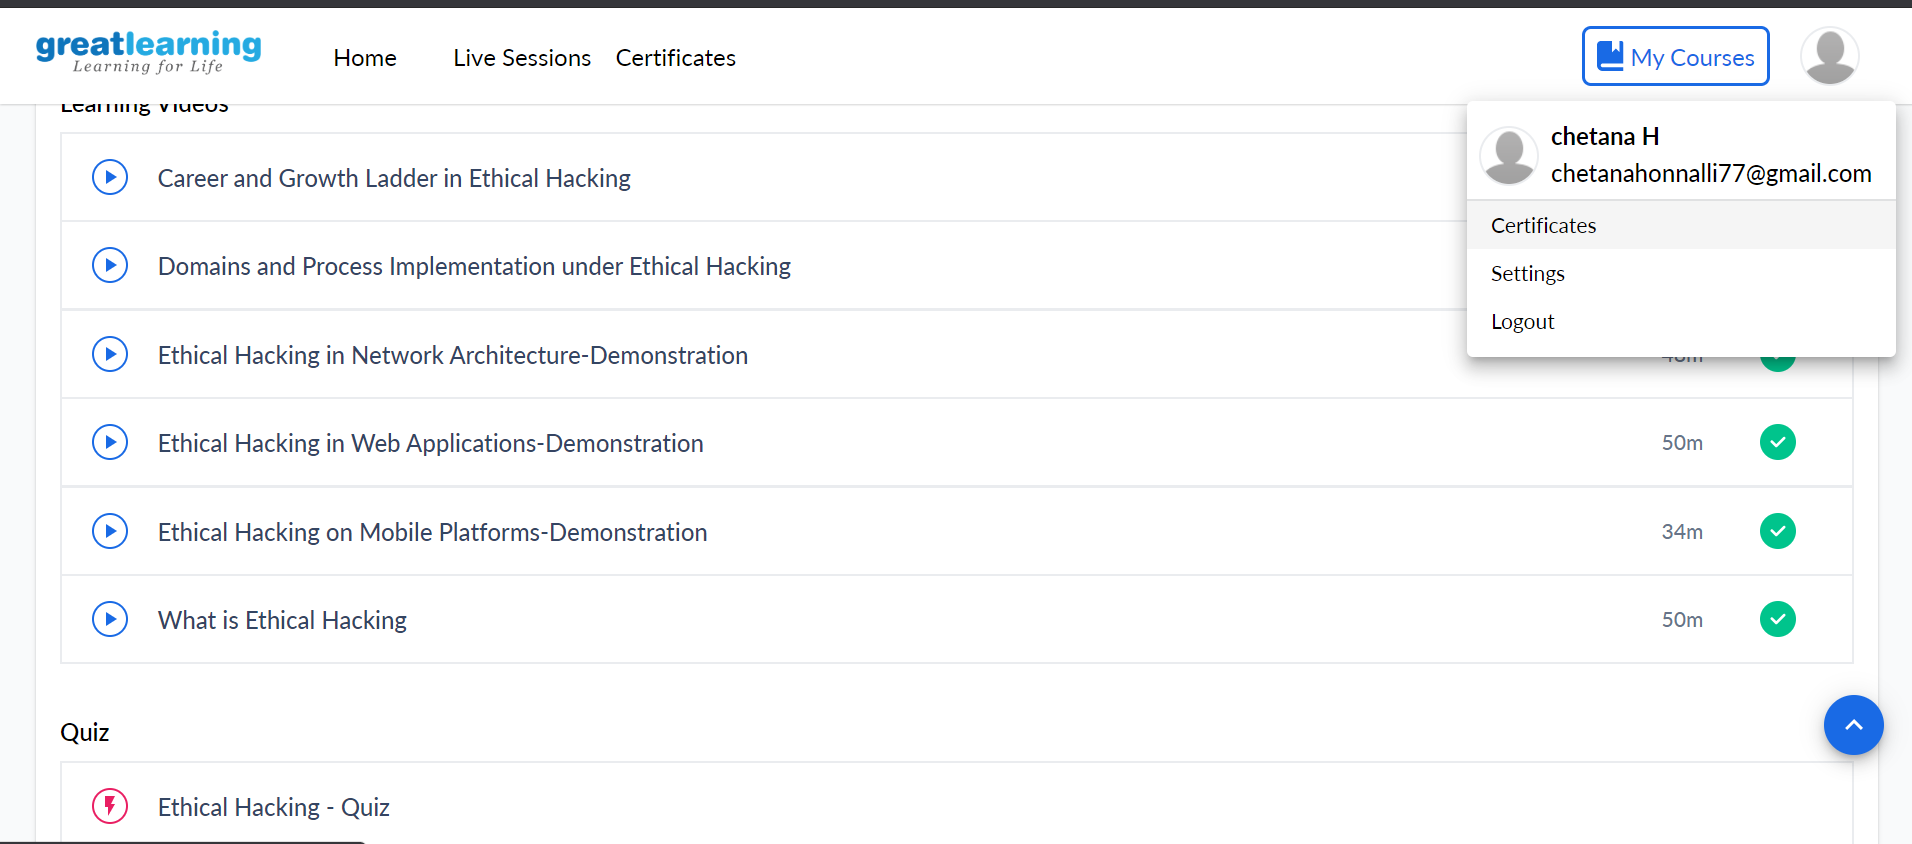 greatlearning
Learning for Life
Home
Live Sessions
Certificates
My Courses
chetana H
chetanahonnalli77@gmail.com
Certificates
Settings
Logout
Learning Videos
Career and Growth Ladder in Ethical Hacking
Domains and Process Implementation under Ethical Hacking
Ethical Hacking in Network Architecture-Demonstration
Ethical Hacking in Web Applications-Demonstration
50m
Ethical Hacking on Mobile Platforms-Demonstration
34m
What is Ethical Hacking
50m
Quiz
Ethical Hacking - Quiz